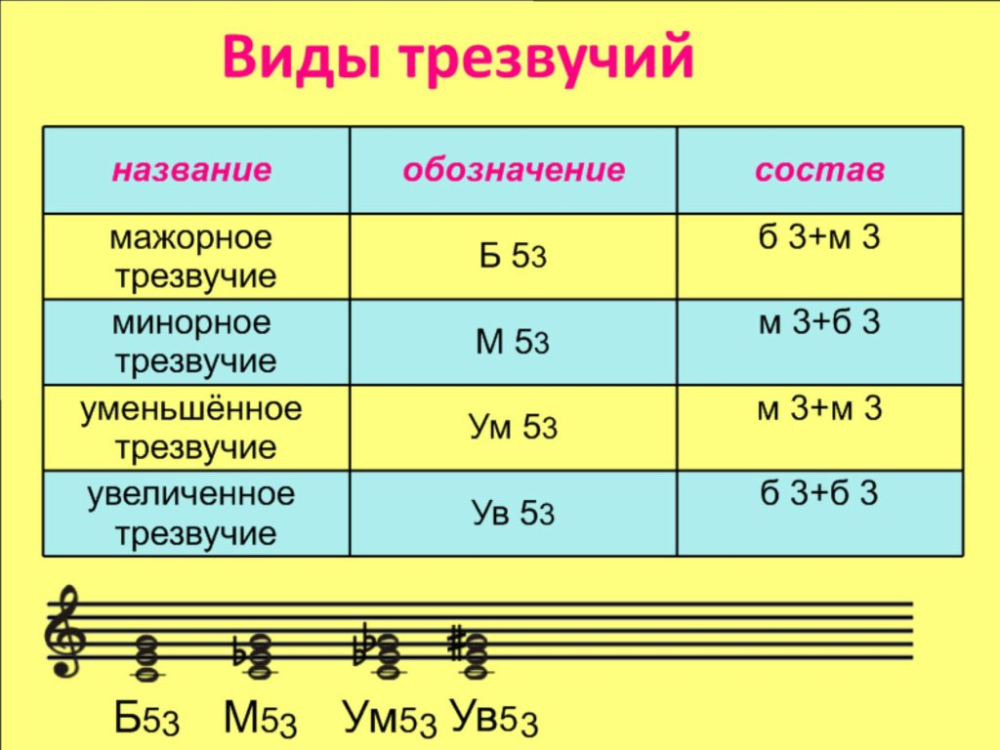 Виды трезвучий
название обозначение состав
мажорное
трезвучие
Б 53
б 3+м 3
минорное
трезвучие
М 53
м 3+б 3
уменьшённое
трезвучие
Ум 53
м 3+м 3
увеличенное
трезвучие
Ув 53
б 3+б 3
Б53 М53 Ум53 Ув53